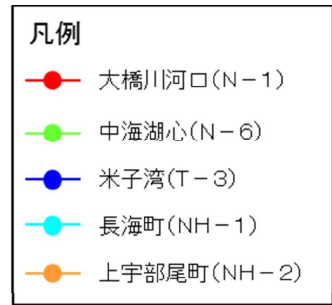 凡例
大橋川河口(N－1)
中海湖心(N－6)
米子湾(T－3)
長海町(NH－1)
上宇部尾町(NH－2)